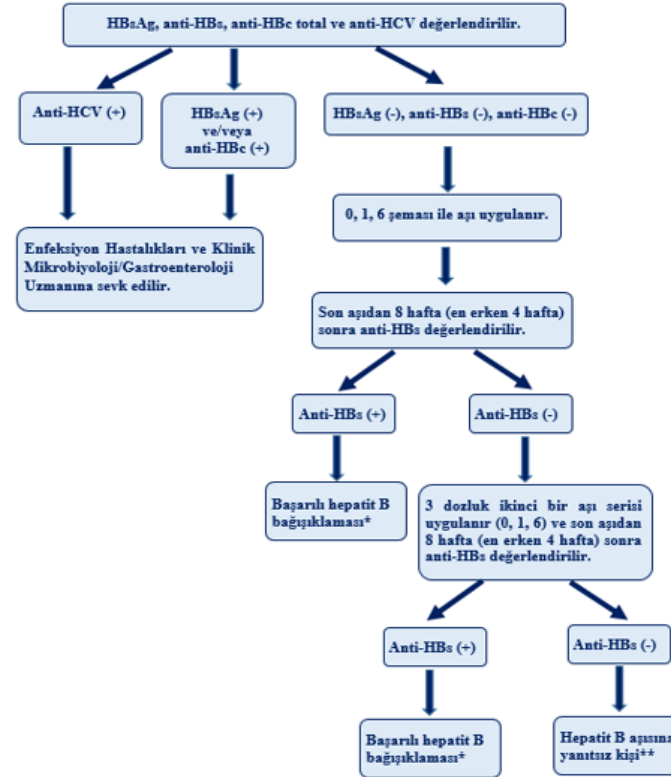 HBsAg, anti-HBs, anti-HBc total ve anti-HCV değerlendirilir.
Anti-HCV (+)
HBsAg (+)
ve/veya
anti-HBc (+)
HBsAg (-), anti-HBs (-), anti-HBc (-)
0, 1, 6 şeması ile aşı uygulanır.
Enfeksiyon Hastalıkları ve Klinik
Mikrobiyoloji/Gastroenteroloji
Uzmanına sevk edilir.
Son aşıdan 8 hafta (en erken 4 hafta)
sonra anti-HBs değerlendirilir.
Anti-HBs (+)
Anti-HBs (-)
Başarılı hepatit B
bağışıklaması*
3 dozluk ikinci bir aşı serisi
uygulanır (0, 1, 6) ve son aşıdan
8 hafta (en erken 4 hafta) sonra
anti-HBs değerlendirilir.
Anti-HBs (+)
Anti-HBs (-)
Başarılı hepatit B
bağışıklaması*
Hepatit B aşısına
yanıtsız kişi**